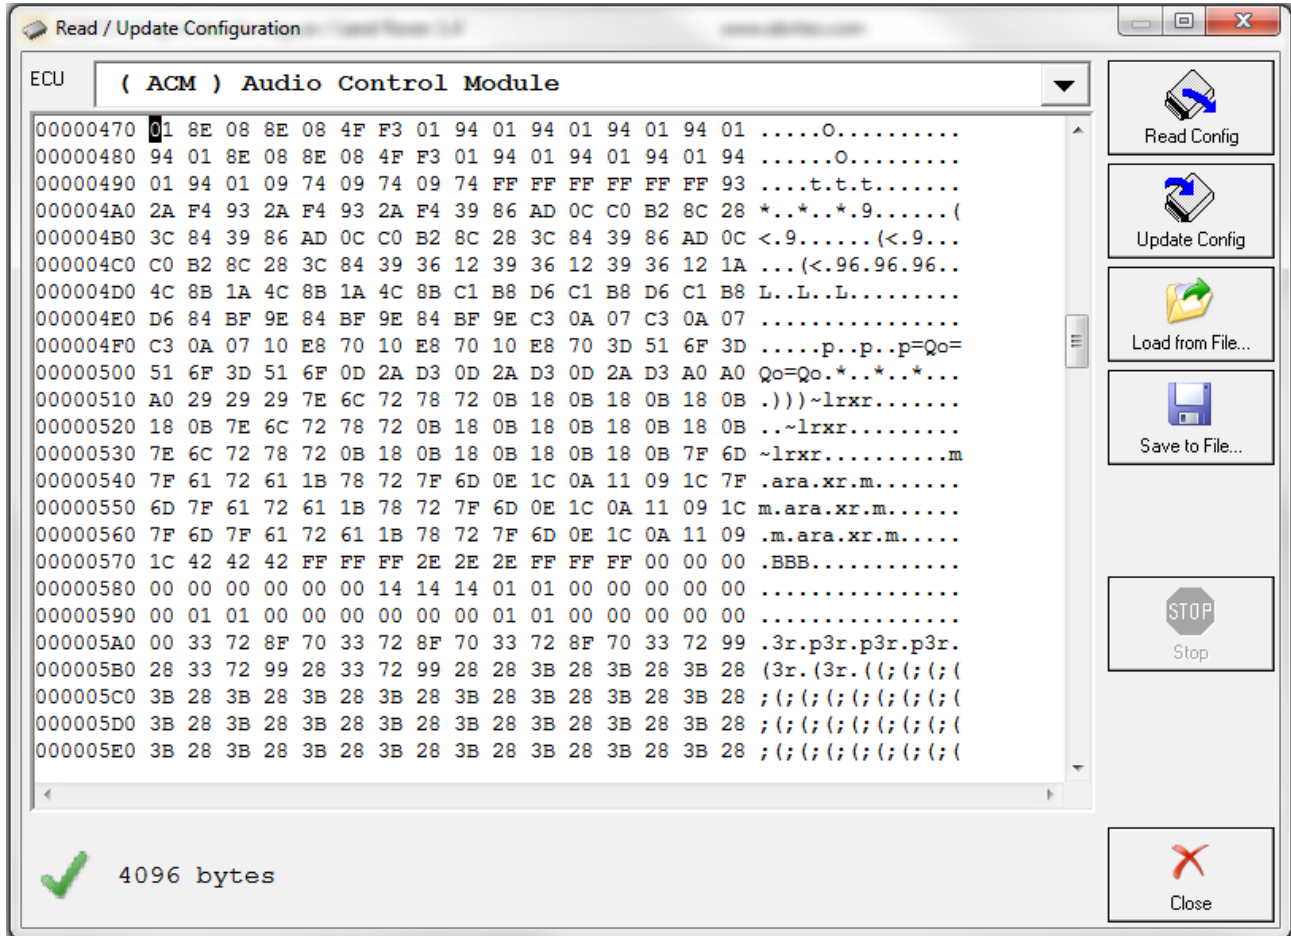 Read / Update Configuration
ECU
( ACM ) Audio Control Module
00000470 01 8E 08 8E 08 4F F3 01 94 01 94 01 94 01 94 01 .....O..........
00000480 94 01 8E 08 8E 08 4F F3 01 94 01 94 01 94 01 94 ......O.........
00000490 01 94 01 09 74 09 74 09 74 FF FF FF FF FF FF 93 ....t.t.t.......
000004A0 2A F4 93 2A F4 93 2A F4 39 86 AD 0C C0 B2 8C 28 *..*..*.9......(
000004B0 3C 84 39 86 AD 0C C0 B2 8C 28 3C 84 39 86 AD 0C <.9......(<.9...
000004C0 C0 B2 8C 28 3C 84 39 36 12 39 36 12 39 36 12 1A ...(<.96.96.96..
000004D0 4C 8B 1A 4C 8B 1A 4C 8B C1 B8 D6 C1 B8 D6 C1 B8 L..L..L.........
000004E0 D6 84 BF 9E 84 BF 9E 84 BF 9E C3 0A 07 C3 0A 07 ................
000004F0 C3 0A 07 10 E8 70 10 E8 70 10 E8 70 3D 51 6F 3D .....p..p..p=Qo=
00000500 51 6F 3D 51 6F 0D 2A D3 0D 2A D3 0D 2A D3 A0 A0 Qo=Qo.*..*..*...
00000510 A0 29 29 29 7E 6C 72 78 72 0B 18 0B 18 0B 18 0B .)))~lrxr.......
00000520 18 0B 7E 6C 72 78 72 0B 18 0B 18 0B 18 0B 18 0B ..~lrxr.........
00000530 7E 6C 72 78 72 0B 18 0B 18 0B 18 0B 18 0B 7F 6D ~lrxr..........m
00000540 7F 61 72 61 1B 78 72 7F 6D 0E 1C 0A 11 09 1C 7F .ara.xr.m.......
00000550 6D 7F 61 72 61 1B 78 72 7F 6D 0E 1C 0A 11 09 1C m.ara.xr.m......
00000560 7F 6D 7F 61 72 61 1B 78 72 7F 6D 0E 1C 0A 11 09 .m.ara.xr.m.....
00000570 1C 42 42 42 FF FF FF 2E 2E 2E FF FF FF 00 00 00 .BBB............
00000580 00 00 00 00 00 00 14 14 14 01 01 00 00 00 00 00 ................
00000590 00 01 01 00 00 00 00 00 00 01 01 00 00 00 00 00 ................
000005A0 00 33 72 8F 70 33 72 8F 70 33 72 8F 70 33 72 99 .3r.p3r.p3r.p3r.
000005B0 28 33 72 99 28 33 72 99 28 28 3B 28 3B 28 3B 28 (3r.(3r.((;(;(;(
000005C0 3B 28 3B 28 3B 28 3B 28 3B 28 3B 28 3B 28 3B 28 ;(;(;(;(;(;(;(;(
000005D0 3B 28 3B 28 3B 28 3B 28 3B 28 3B 28 3B 28 3B 28 ;(;(;(;(;(;(;(;(
000005E0 3B 28 3B 28 3B 28 3B 28 3B 28 3B 28 3B 28 3B 28 ;(;(;(;(;(;(;(;(
4096 bytes
Read Config
Update Config
Load from File...
Save to File...
STOP
Stop
Close